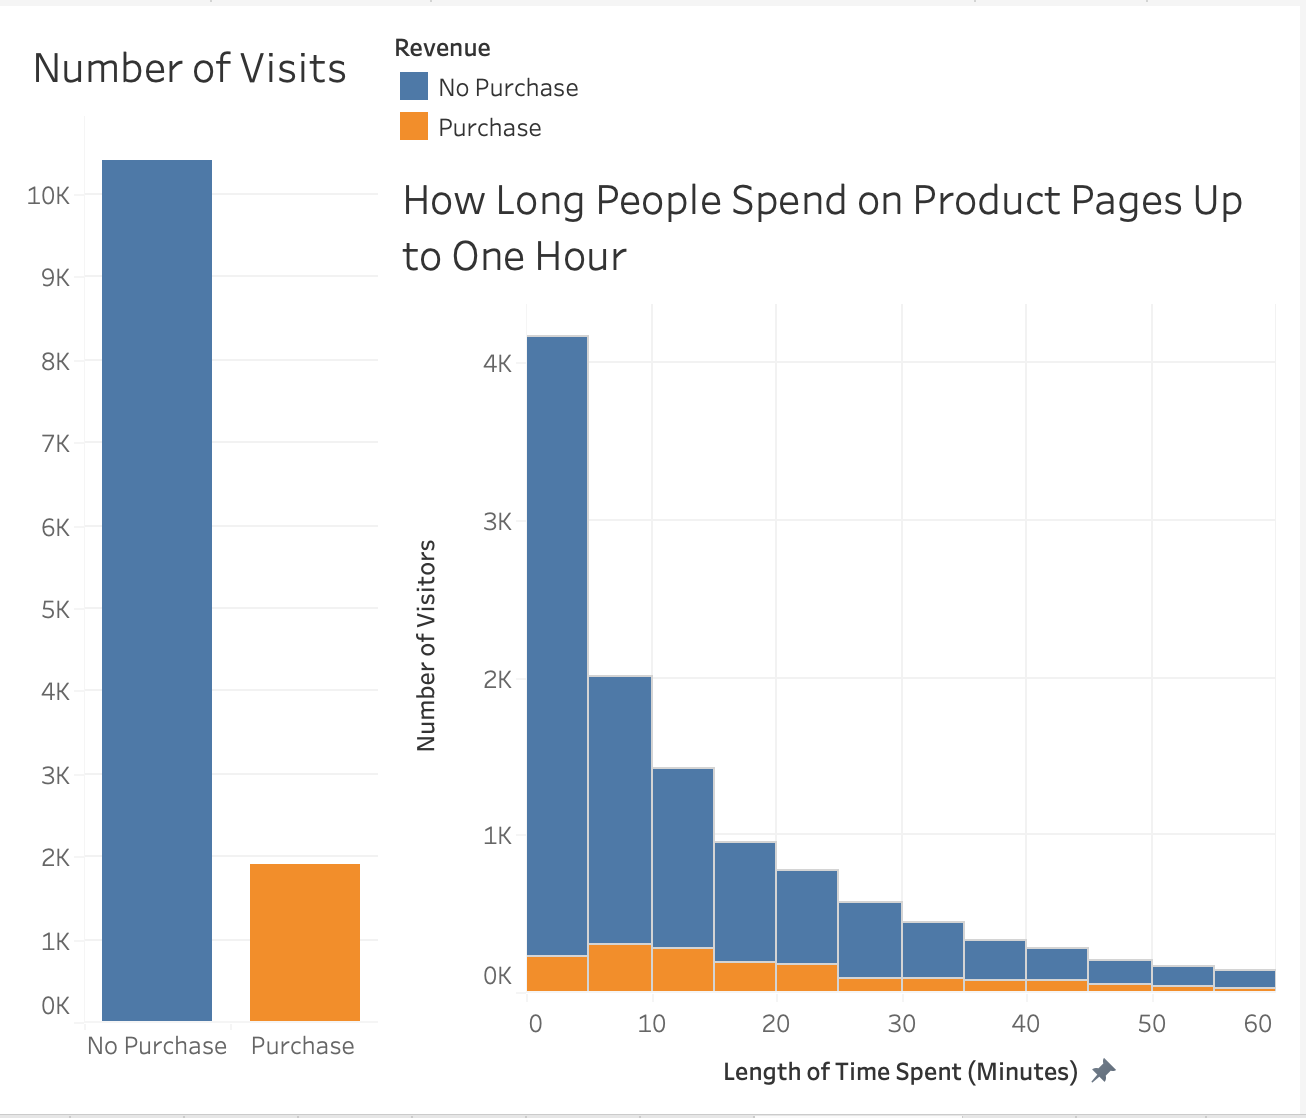 Number of Visits
Revenue
No Purchase
Purchase
10K
9K
8K
7K
6K
5K
4K
3K
2K
1K
0K
No Purchase
Purchase
How Long People Spend on Product Pages Up
to One Hour
Number of Visitors
4K
3K
2K
1K
0K
0
10
20
30
40
50
60
Length of Time Spent (Minutes)